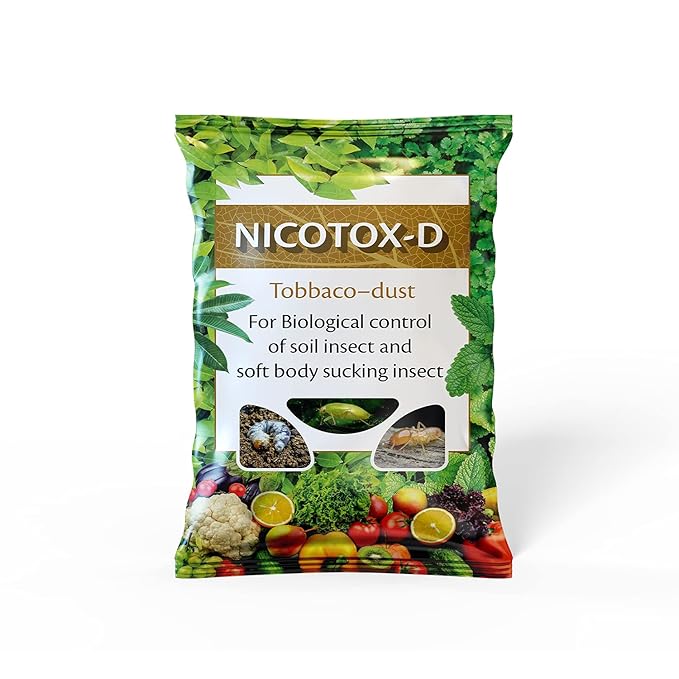 NICOTOX-D
Tobbaco–dust
For Biological control
of soil insect and
soft body sucking insect